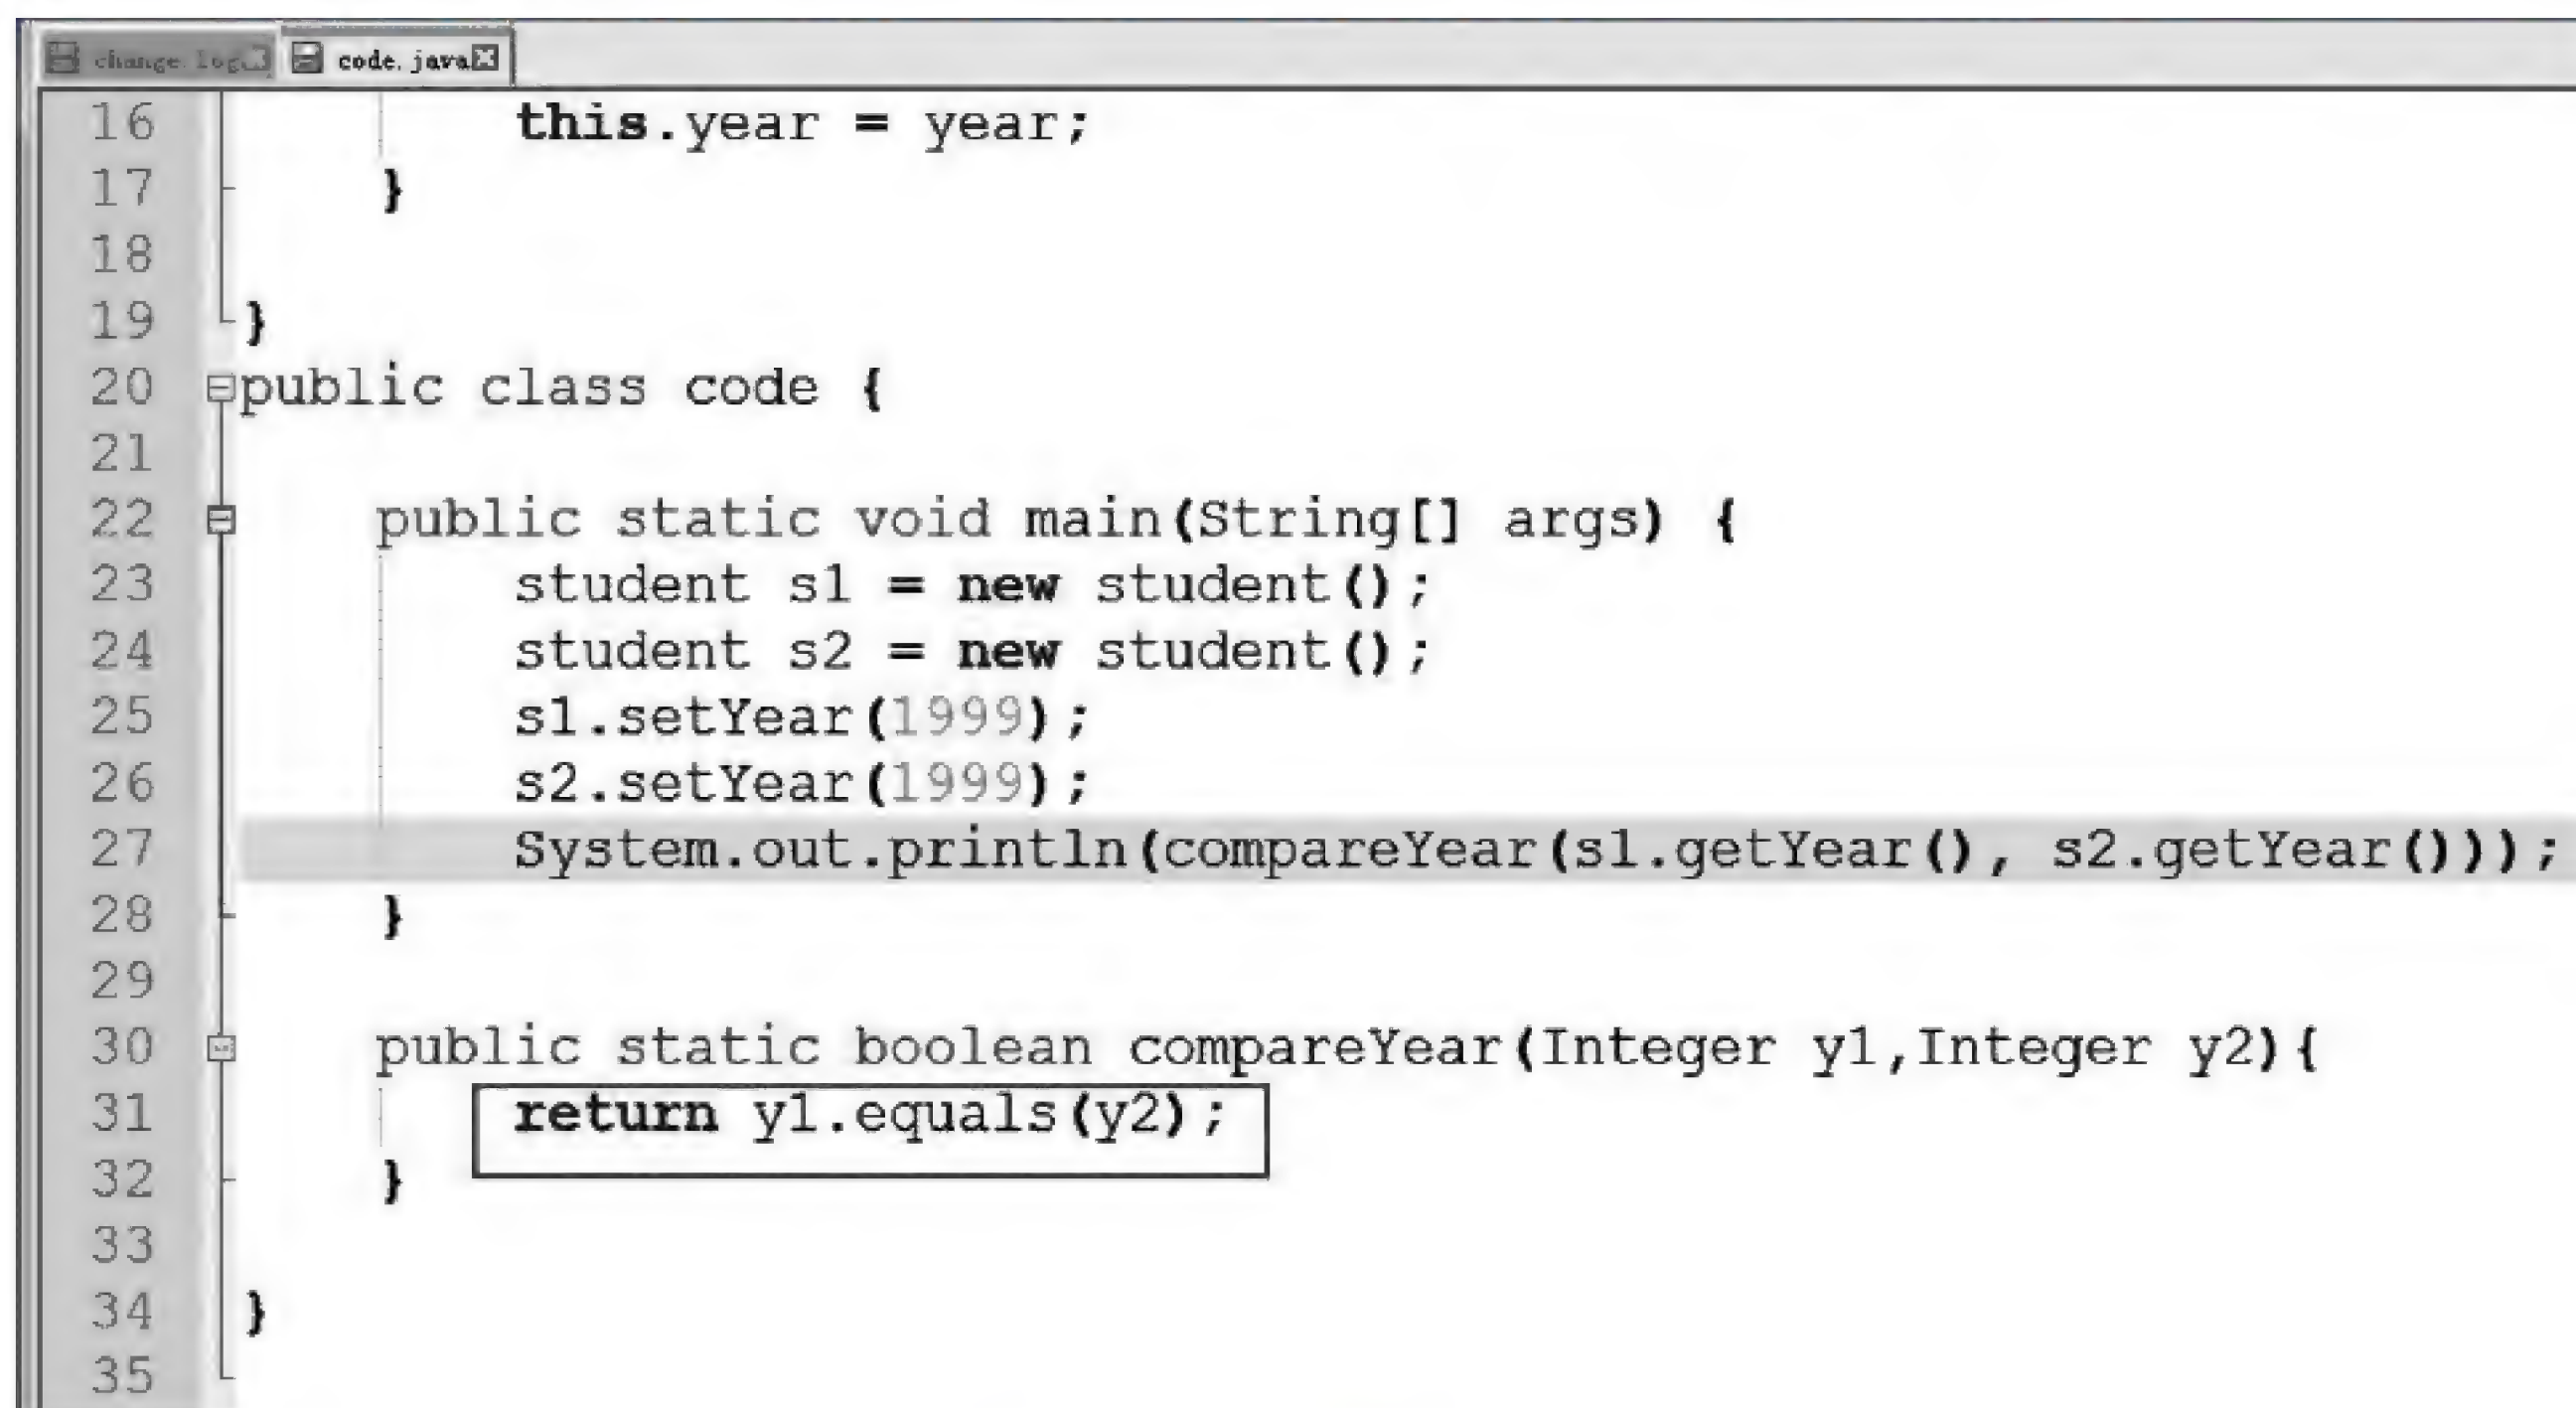 change.log code.java
16 this.year = year;
17 }
18
19 }
20 public class code {
21
22 public static void main(String[] args) {
23 student s1 = new student();
24 student s2 = new student();
25 s1.setYear(1999);
26 s2.setYear(1999);
27 System.out.println(compareYear(s1.getYear(), s2.getYear()));
28 }
29
30 public static boolean compareYear(Integer y1,Integer y2){
31 return y1.equals(y2);
32 }
33
34 }
35